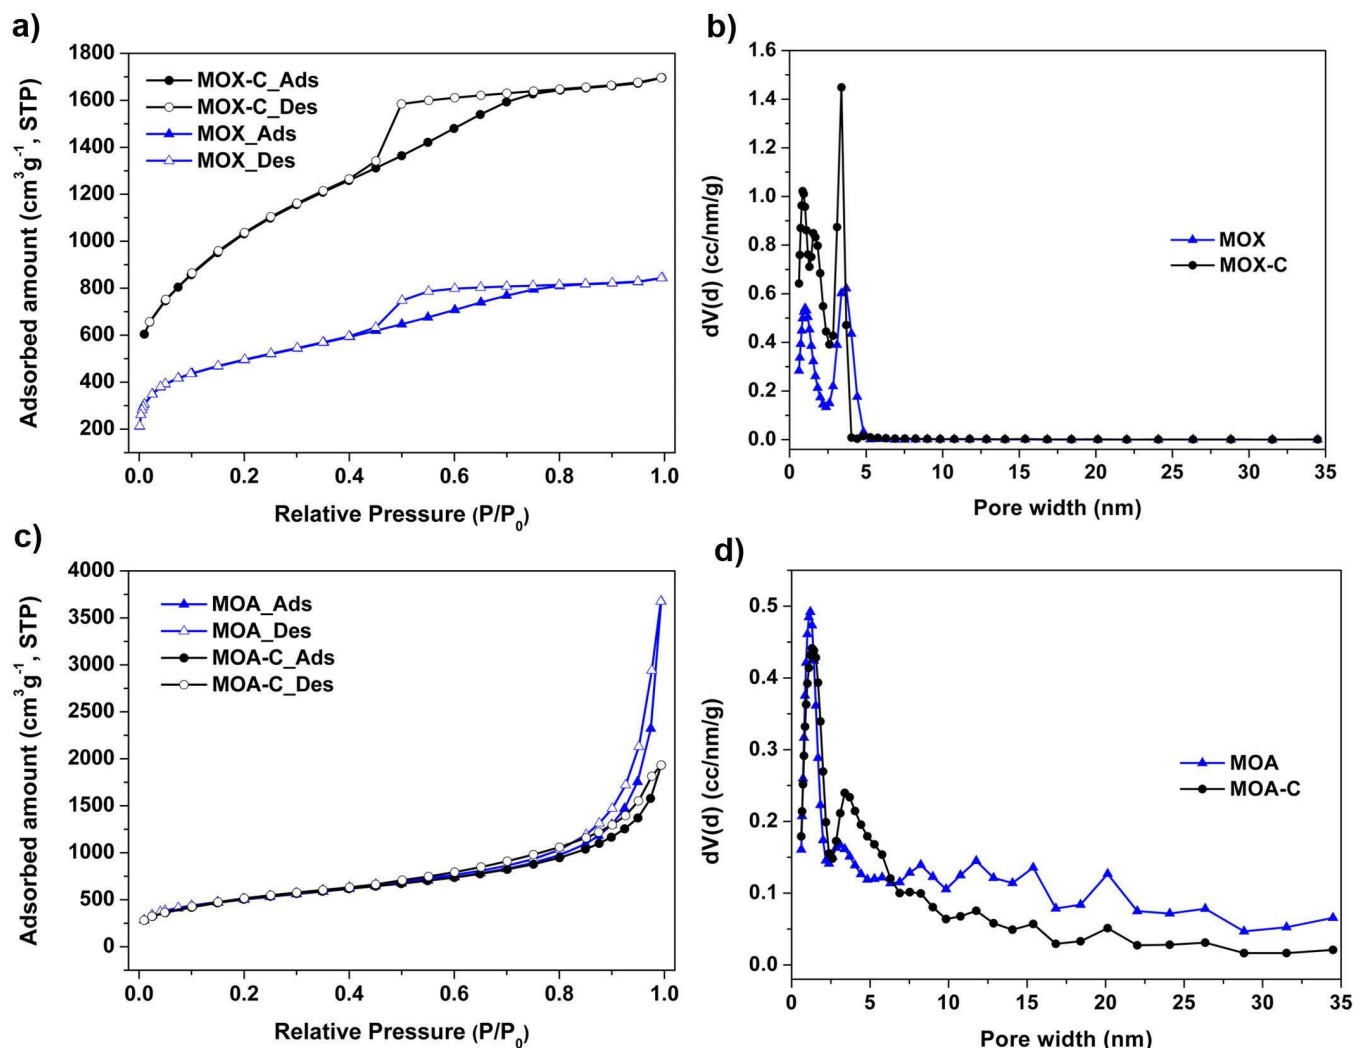 a)
Adsorbed amount (cm³g⁻¹, STP)
1800
1600
1400
1200
1000
800
600
400
200
MOX-C_Ads
MOX-C_Des
MOX_Ads
MOX_Des
0.0 0.2 0.4 0.6 0.8 1.0
Relative Pressure (P/P₀)
b)
dV(d) (cc/nm/g)
1.6
1.4
1.2
1.0
0.8
0.6
0.4
0.2
0.0
MOX
MOX-C
0 5 10 15 20 25 30 35
Pore width (nm)
c)
Adsorbed amount (cm³g⁻¹, STP)
4000
3500
3000
2500
2000
1500
1000
500
0
MOA_Ads
MOA_Des
MOA-C_Ads
MOA-C_Des
0.0 0.2 0.4 0.6 0.8 1.0
Relative Pressure (P/P₀)
d)
dV(d) (cc/nm/g)
0.5
0.4
0.3
0.2
0.1
0.0
MOA
MOA-C
0 5 10 15 20 25 30 35
Pore width (nm)